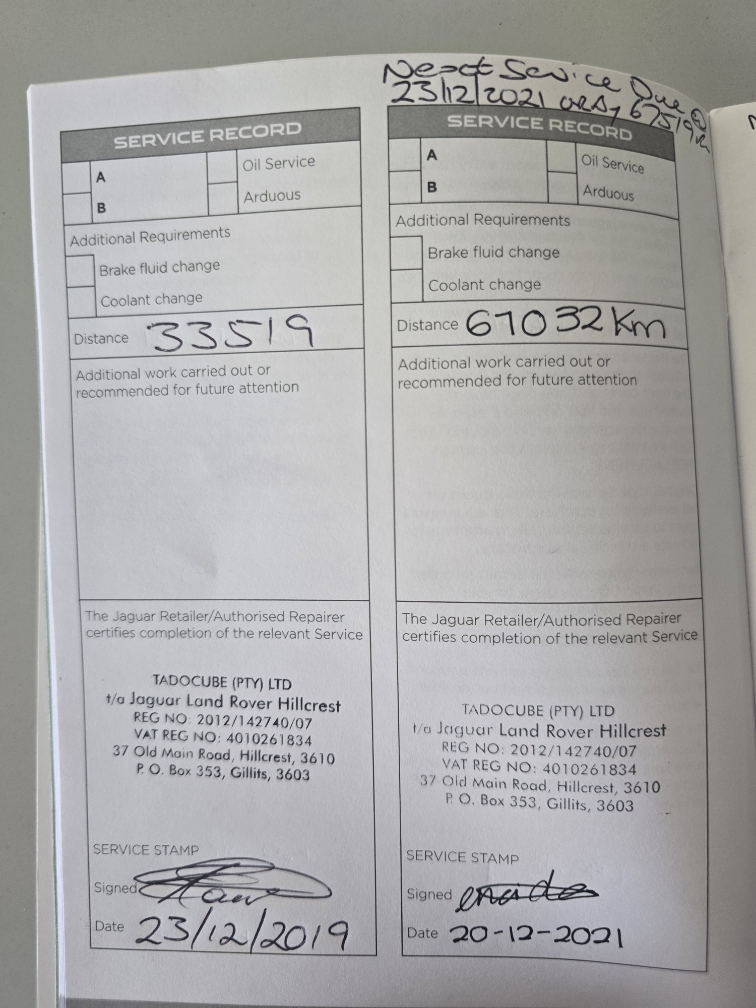 Next Service Due @
23/12/2021 or @ 67519km
SERVICE RECORD
A
Oil Service
B
Arduous
Additional Requirements
Brake fluid change
Coolant change
Distance 33519
Additional work carried out or
recommended for future attention
The Jaguar Retailer/Authorised Repairer
certifies completion of the relevant Service
TADOCUBE (PTY) LTD
t/a Jaguar Land Rover Hillcrest
REG NO: 2012/142740/07
VAT REG NO: 4010261834
37 Old Main Road, Hillcrest, 3610
P. O. Box 353, Gillits, 3603
SERVICE STAMP
Signed
Date 23/12/2019
SERVICE RECORD
A
Oil Service
B
Arduous
Additional Requirements
Brake fluid change
Coolant change
Distance 67032 Km
Additional work carried out or
recommended for future attention
The Jaguar Retailer/Authorised Repairer
certifies completion of the relevant Service
TADOCUBE (PTY) LTD
t/a Jaguar Land Rover Hillcrest
REG NO: 2012/142740/07
VAT REG NO: 4010261834
37 Old Main Road, Hillcrest, 3610
P. O. Box 353, Gillits, 3603
SERVICE STAMP
Signed
Date 20-12-2021